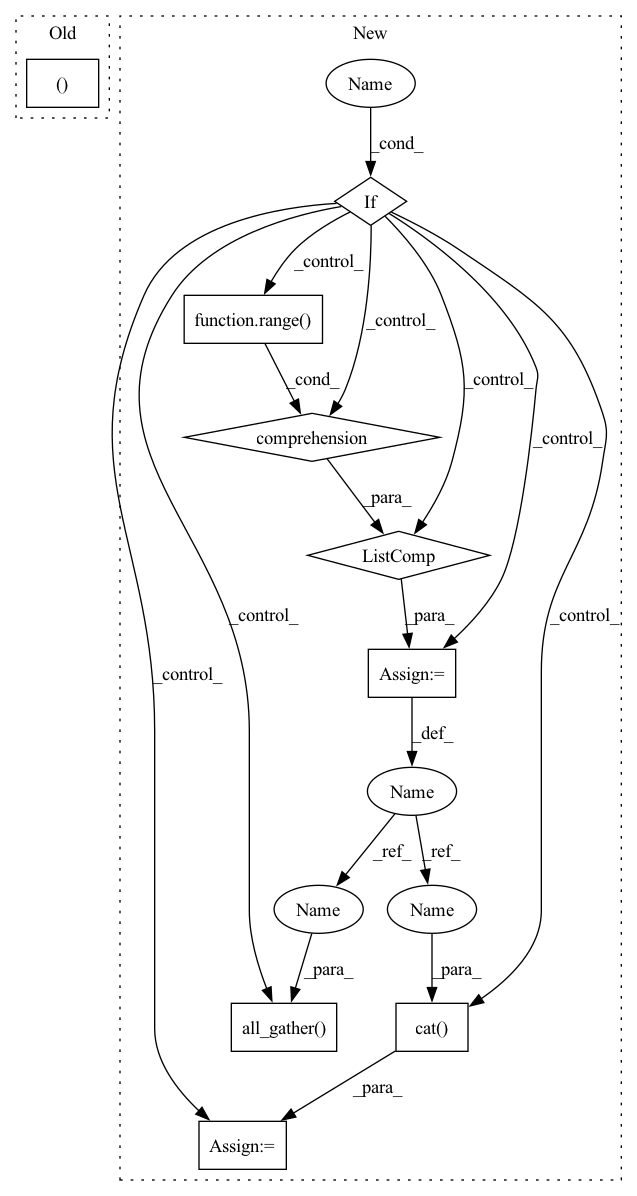 Old
New
()
Name
_cond_
If
_control_
function.range()
_control_
_cond_
_control_
comprehension
_control_
_para_
ListComp
_control_
_para_
_control_
_control_
Assign:=
_def_
Name
_ref_
_ref_
Name
Name
_para_
_para_
all_gather()
cat()
_para_
Assign:=